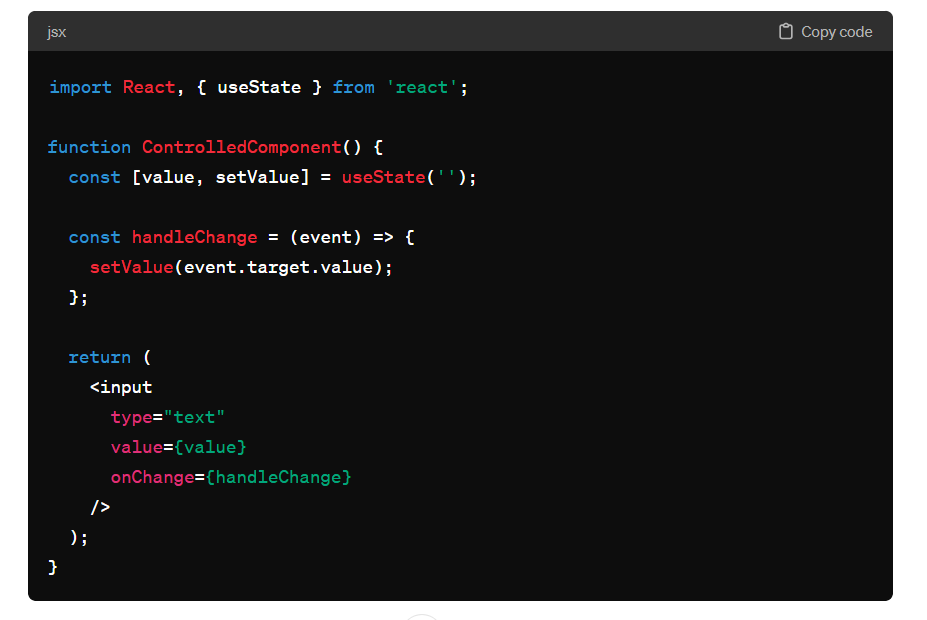 jsx
Copy code
import React, { useState } from 'react';
function ControlledComponent() {
const [value, setValue] = useState('');
const handleChange = (event) => {
setValue(event.target.value);
};
return (
<input
type="text"
value={value}
onChange={handleChange}
/>
);
}